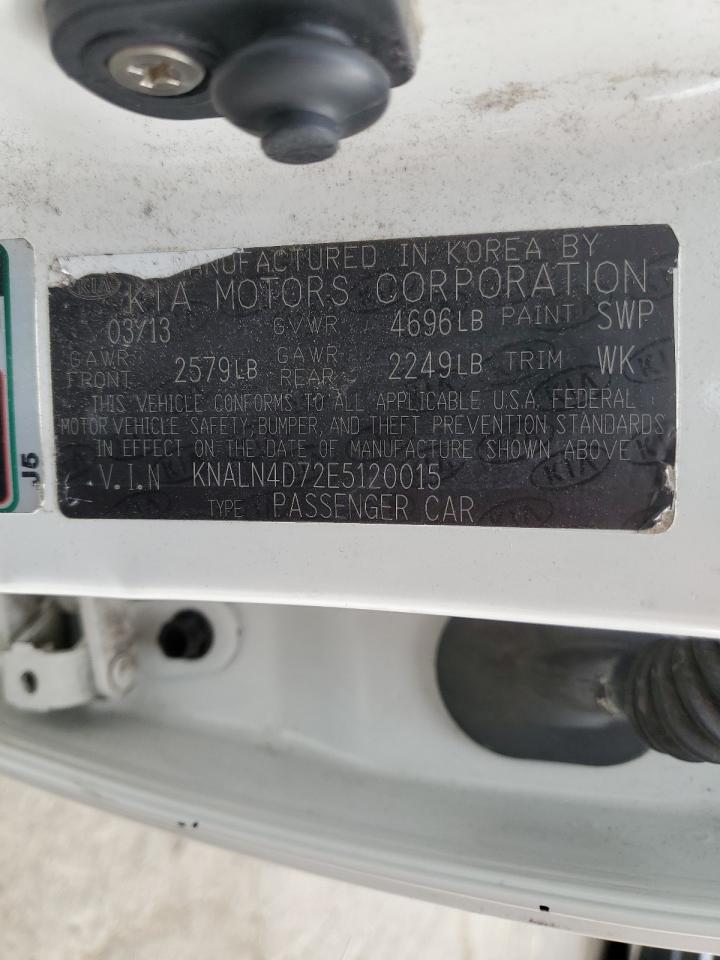 MANUFACTURED IN KOREA BY
KIA MOTORS CORPORATION
03/13 GVWR 4696LB PAINT SWP
GAWR FRONT 2579LB GAWR REAR 2249LB TRIM WK
THIS VEHICLE CONFORMS TO ALL APPLICABLE U.S.A. FEDERAL
MOTOR VEHICLE SAFETY, BUMPER, AND THEFT PREVENTION STANDARDS
IN EFFECT ON THE DATE OF MANUFACTURE SHOWN ABOVE
V.I.N KNALN4D72E5120015
TYPE PASSENGER CAR
J5